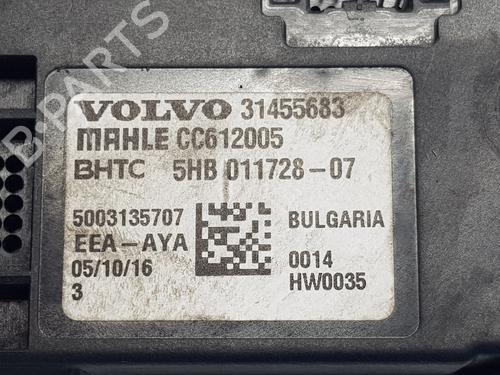 VOLVO 31455683
MAHLE CC612005
BHTC 5HB 011728-07
5003135707 BULGARIA
EEA-AYA
05/10/16 0014
3 HW0035